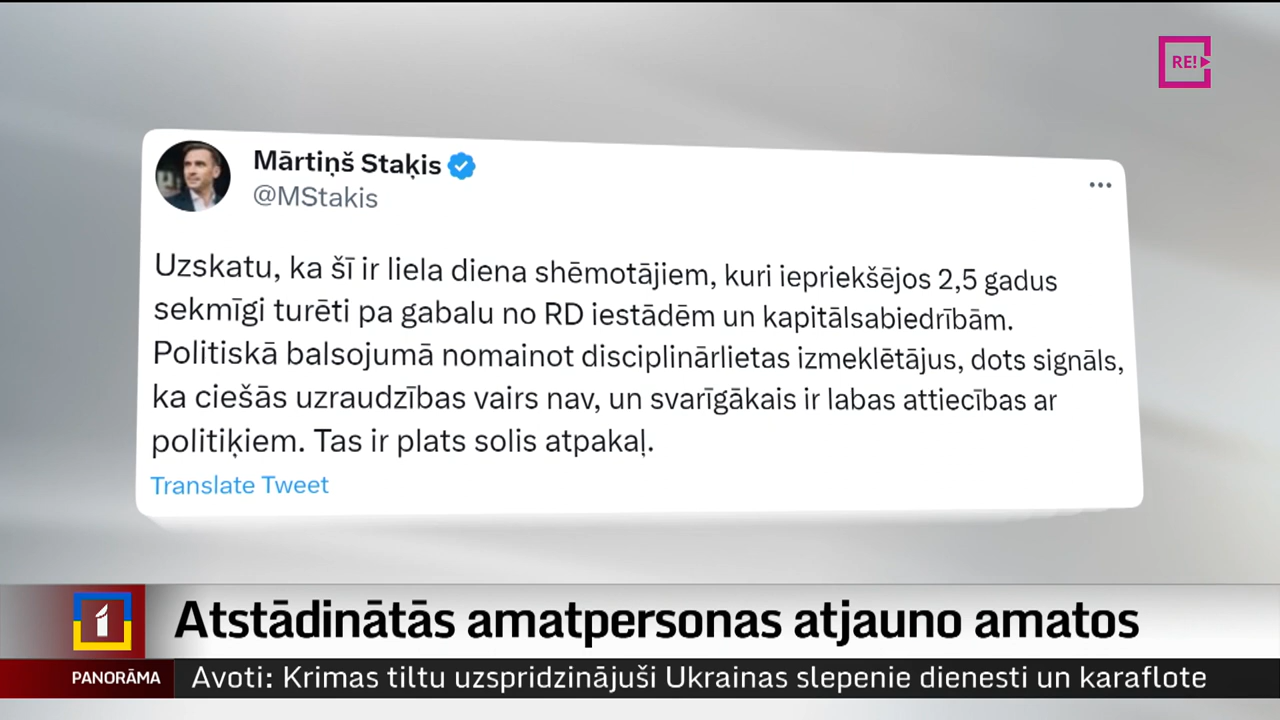 RE!
Mārtiņš Staķis
@MStakis
Uzskatu, ka šī ir liela diena shēmotājiem, kuri iepriekšējos 2,5 gadus
sekmīgi turēti pa gabalu no RD iestādēm un kapitālsabiedrībām.
Politiskā balsojumā nomainot disciplinārlietas izmeklētājus, dots signāls,
ka ciešās uzraudzības vairs nav, un svarīgākais ir labas attiecības ar
politiķiem. Tas ir plats solis atpakaļ.
Translate Tweet
1 Atstādinātās amatpersonas atjauno amatos
PANORĀMA Avoti: Krimas tiltu uzspridzinājuši Ukrainas slepenie dienesti un karaflote